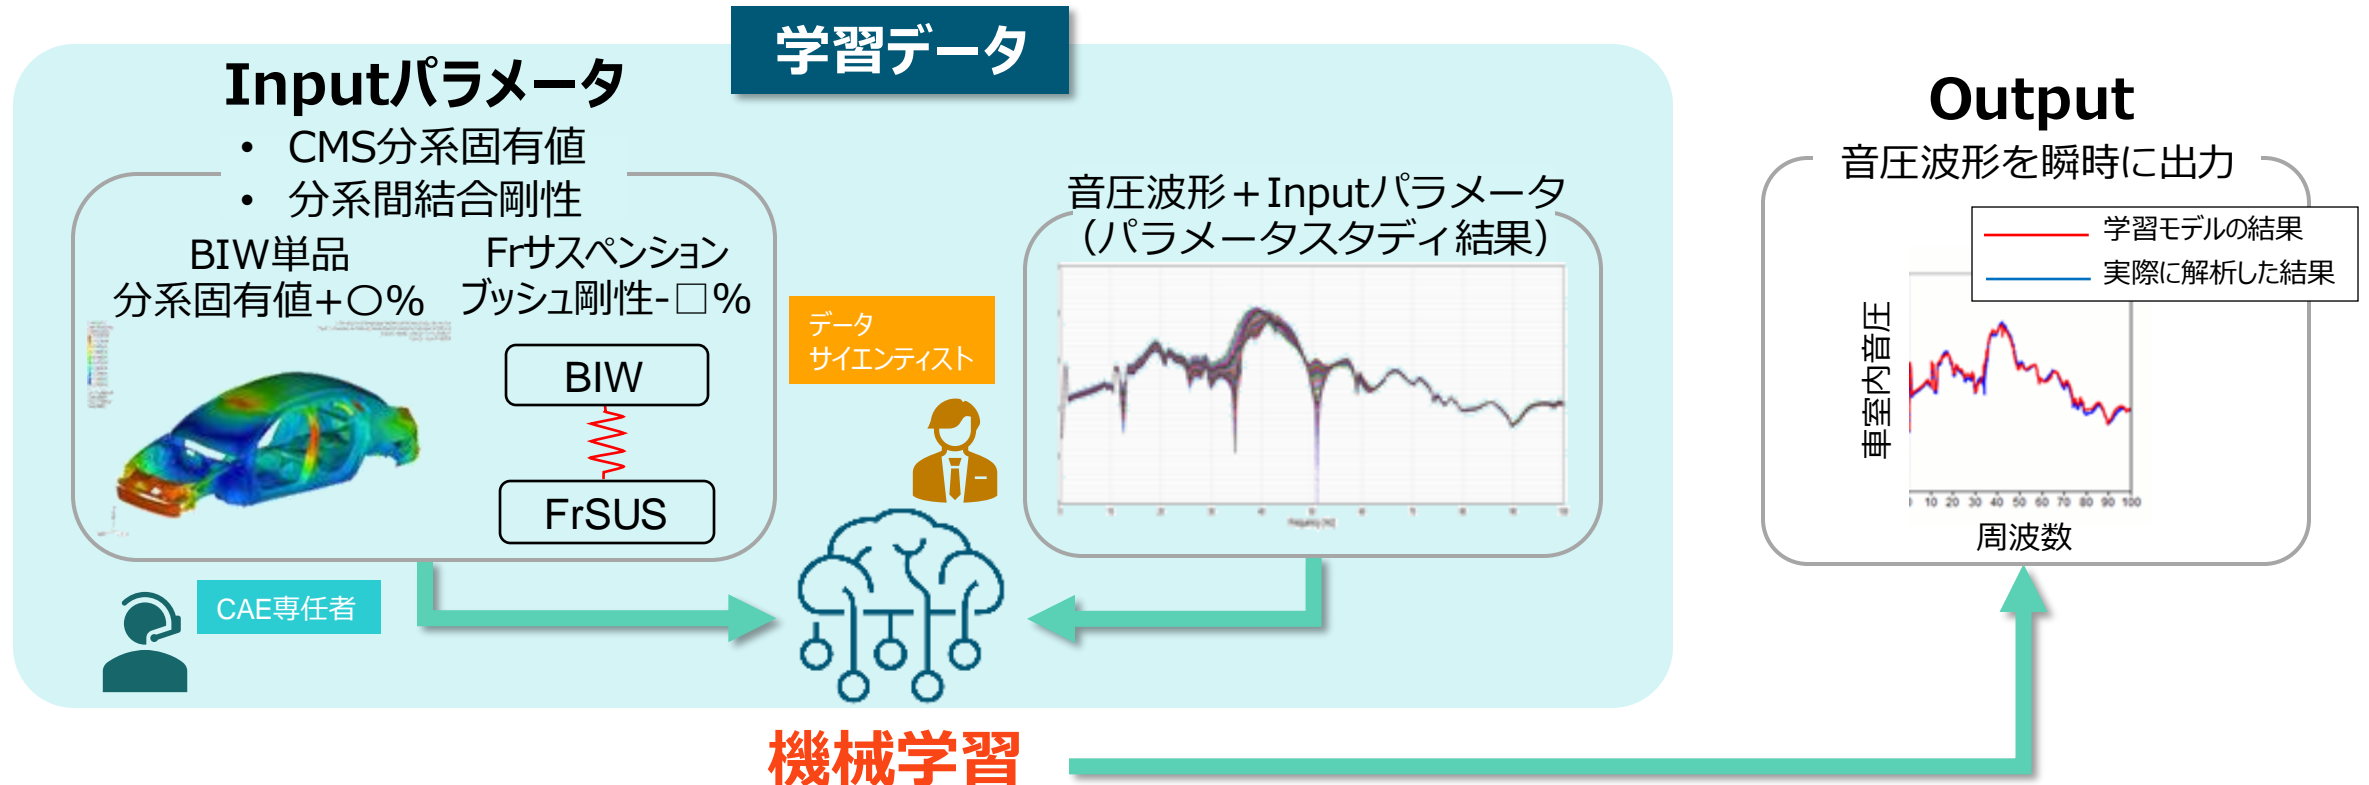 学習データ
Inputパラメータ
• CMS分系固有値
• 分系間結合剛性
BIW単品
分系固有値+〇%
Frサスペンション
ブッシュ剛性-□%
BIW
FrSUS
CAE専任者
データ
サイエンティスト
音圧波形＋Inputパラメータ
（パラメータスタディ結果）
Frequency [Hz]
機械学習
Output
音圧波形を瞬時に出力
学習モデルの結果
実際に解析した結果
車室内音圧
10 20 30 40 50 60 70 80 90 100
周波数